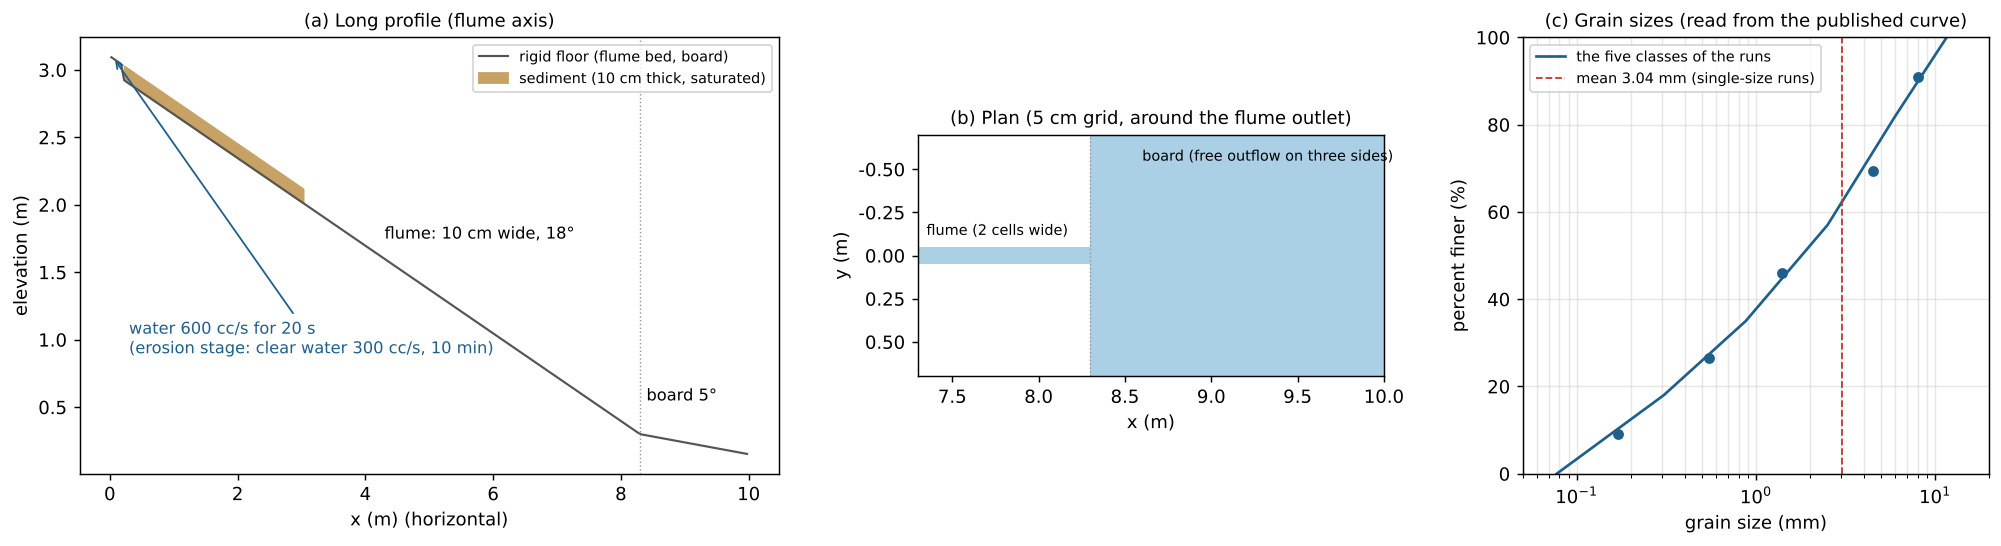 (a) Long profile (flume axis)
rigid floor (flume bed, board)
sediment (10 cm thick, saturated)
flume: 10 cm wide, 18°
water 600 cc/s for 20 s
(erosion stage: clear water 300 cc/s, 10 min)
board 5°
3.0
2.5
2.0
1.5
1.0
0.5
elevation (m)
0 2 4 6 8 10
x (m) (horizontal)
(b) Plan (5 cm grid, around the flume outlet)
board (free outflow on three sides)
flume (2 cells wide)
-0.50
-0.25
0.00
0.25
0.50
y (m)
7.5 8.0 8.5 9.0 9.5 10.0
x (m)
(c) Grain sizes (read from the published curve)
the five classes of the runs
mean 3.04 mm (single-size runs)
100
80
60
40
20
0
percent finer (%)
10⁻¹ 10⁰ 10¹
grain size (mm)